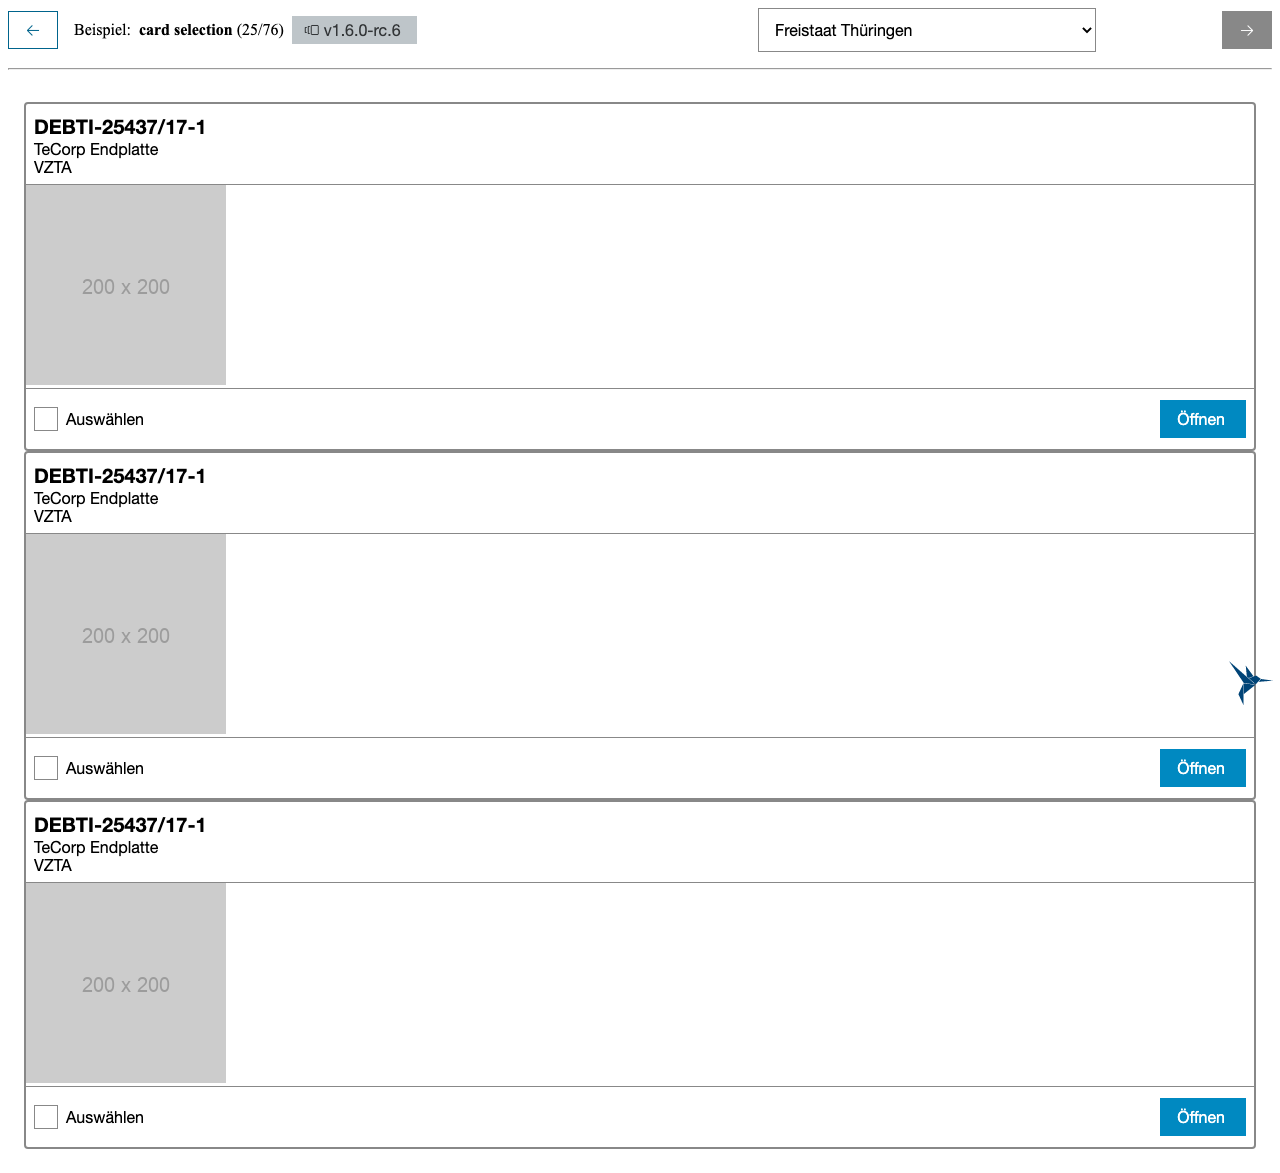 Beispiel: card selection (25/76) v1.6.0-rc.6 Freistaat Thüringen
DEBTI-25437/17-1
TeCorp Endplatte
VZTA
200 x 200
Auswählen Öffnen
DEBTI-25437/17-1
TeCorp Endplatte
VZTA
200 x 200
Auswählen Öffnen
DEBTI-25437/17-1
TeCorp Endplatte
VZTA
200 x 200
Auswählen Öffnen